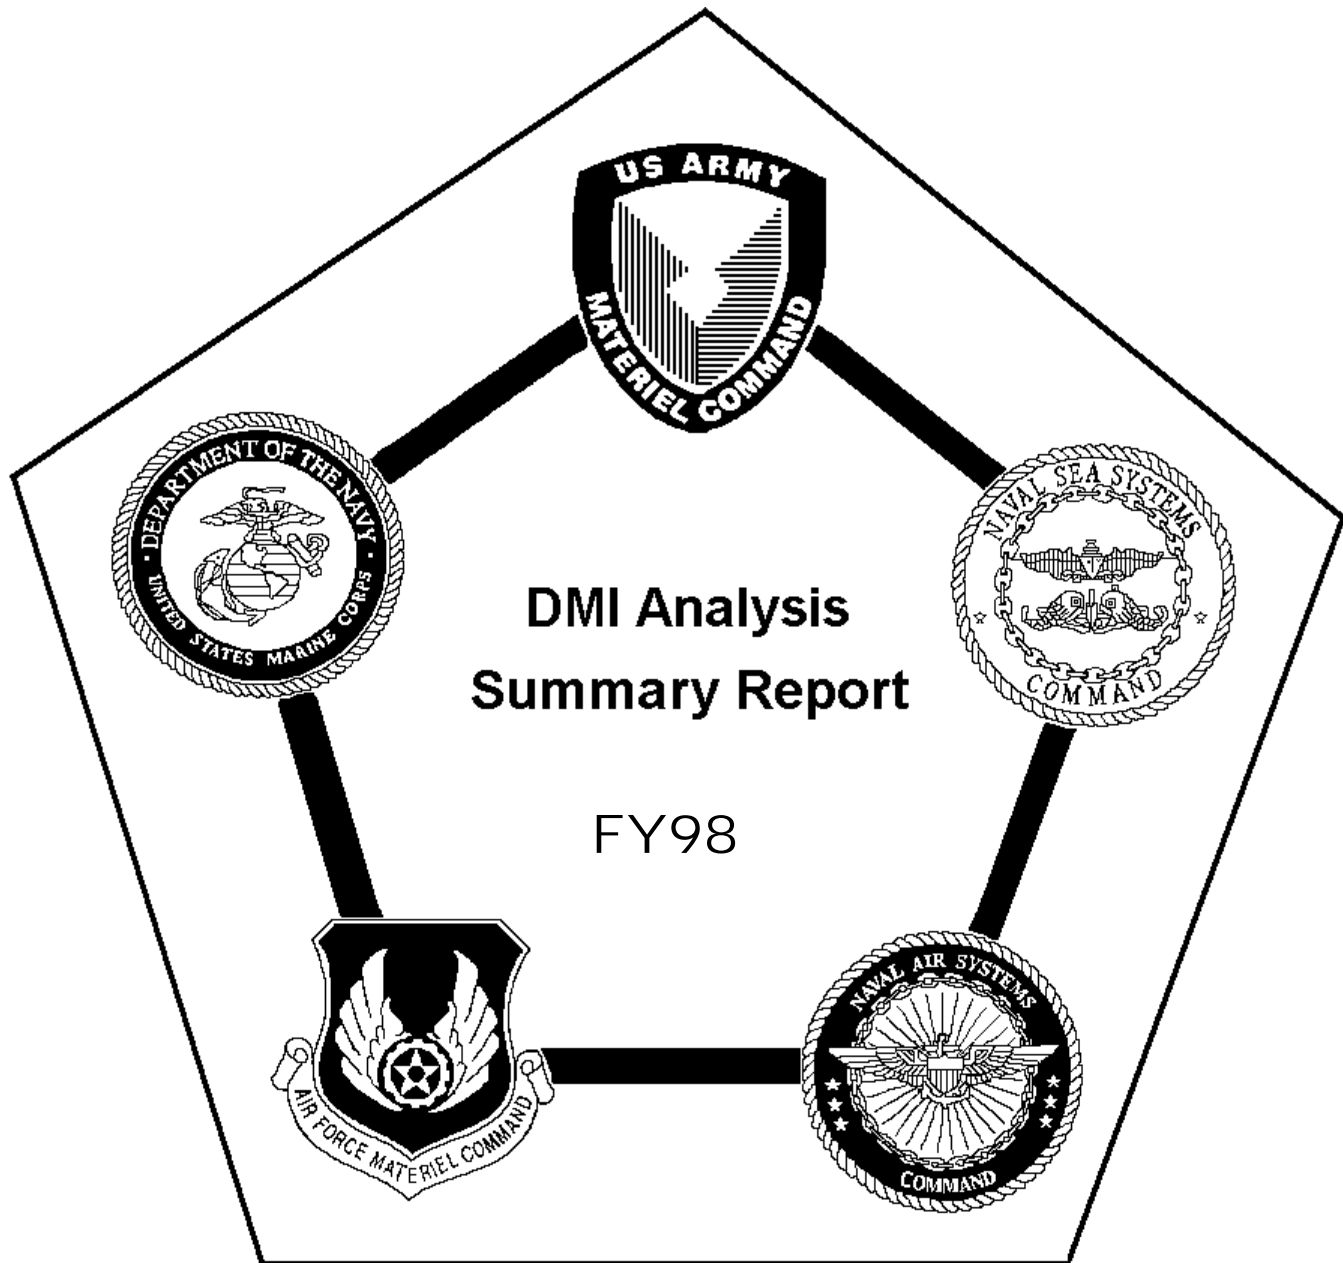 US ARMY
MATERIEL COMMAND
· DEPARTMENT OF THE NAVY ·
UNITED STATES MARINE CORPS
NAVAL SEA SYSTEMS
COMMAND
DMI Analysis
Summary Report
FY98
AIR FORCE MATERIEL COMMAND
NAVAL AIR SYSTEMS
COMMAND